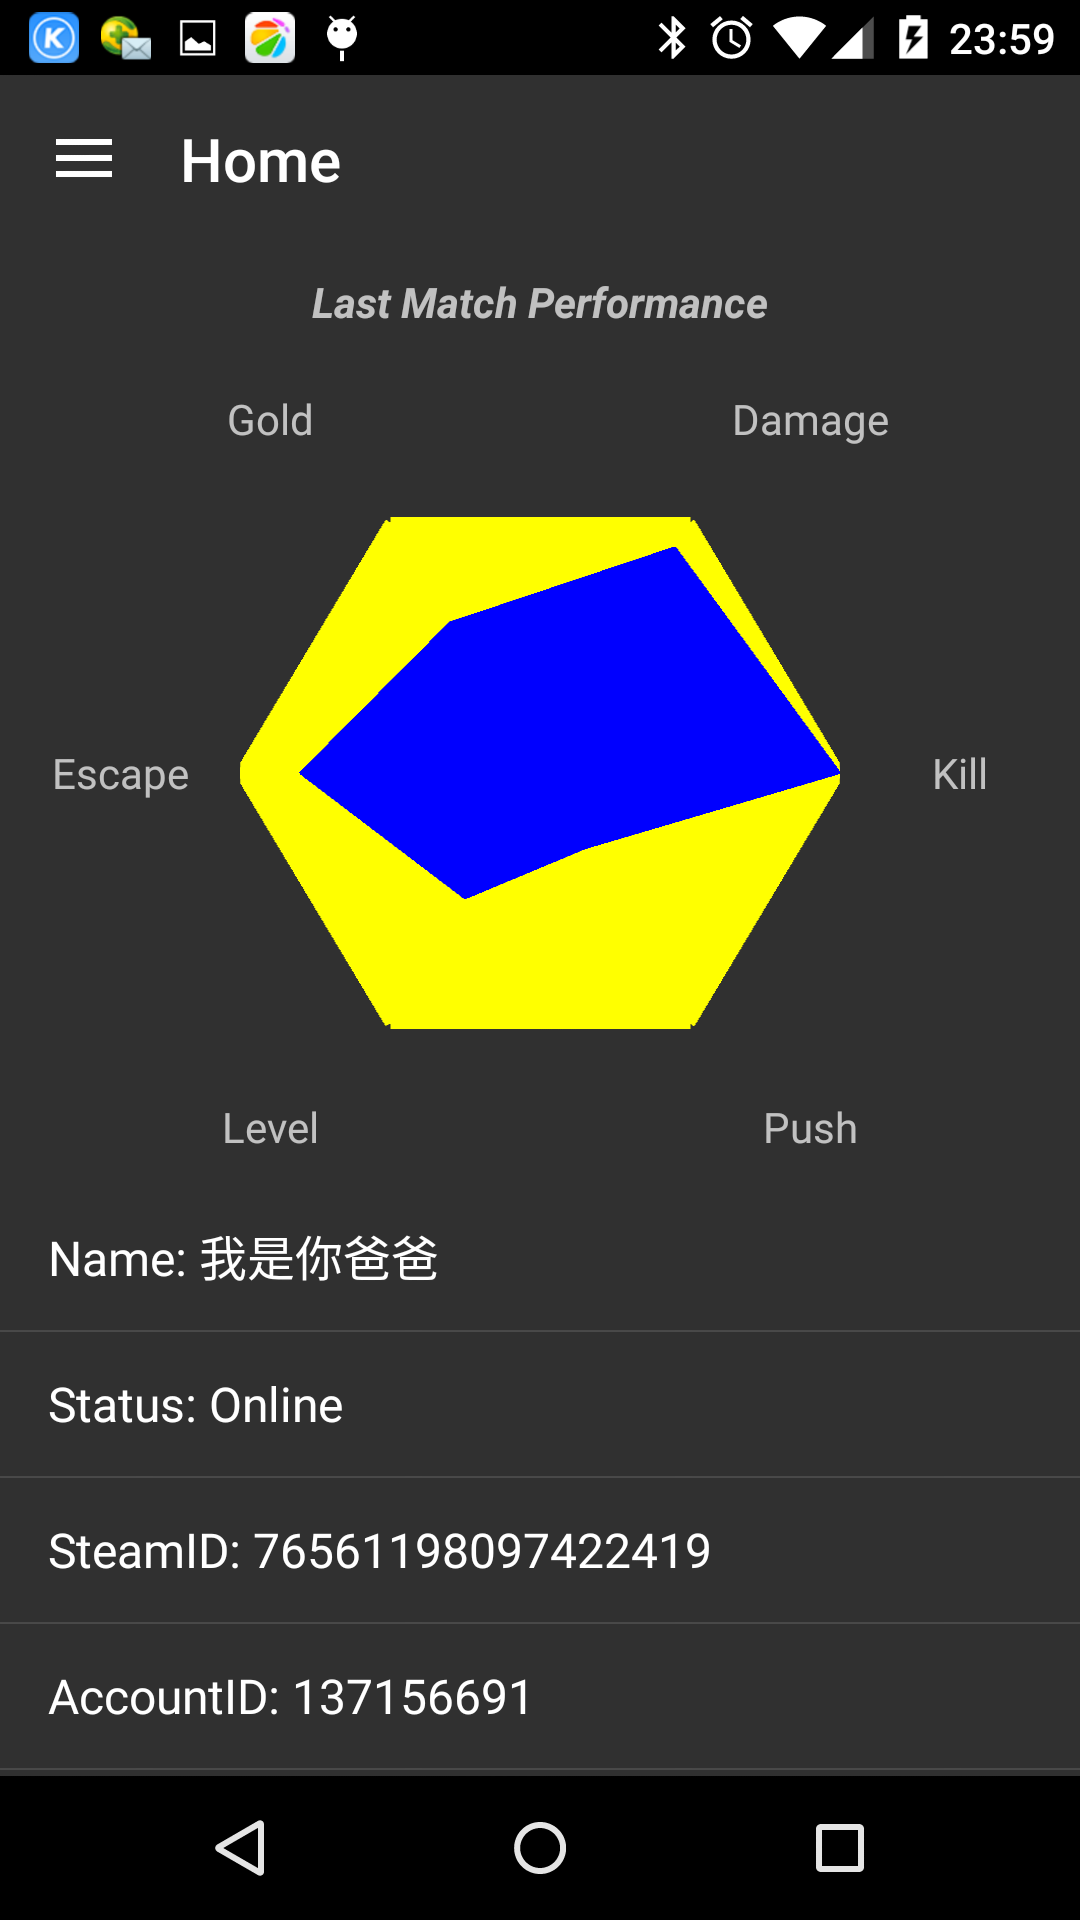 K
23:59
Home
Last Match Performance
Gold Damage
Escape Kill
Level Push
Name: 我是你爸爸
Status: Online
SteamID: 76561198097422419
AccountID: 137156691